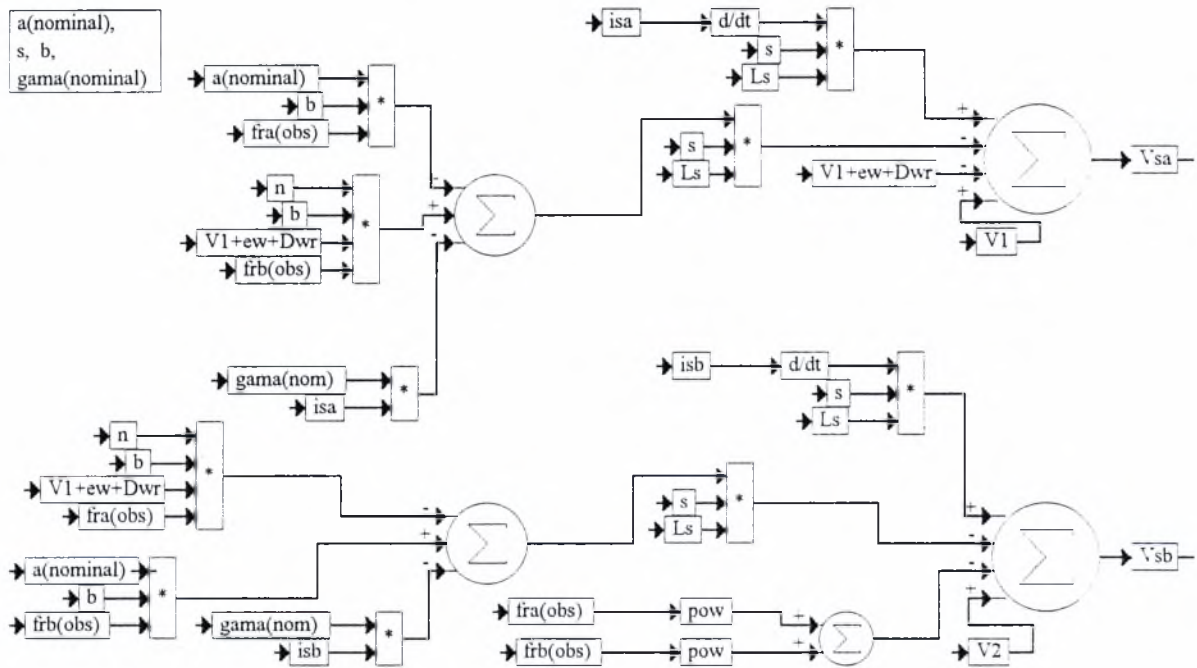 a(nominal),
s, b,
gama(nominal)
isa
d/dt
s
Ls
*
a(nominal)
b
fra(obs)
*
n
b
V1+ew+Dwr
frb(obs)
*
gama(nom)
isa
*
+
+
-
Σ
s
Ls
*
V1+ew+Dwr
V1
+
-
-
+
Σ
Vsa
isb
d/dt
s
Ls
*
n
b
V1+ew+Dwr
fra(obs)
*
a(nominal)
b
frb(obs)
*
gama(nom)
isb
*
-
+
-
Σ
s
Ls
*
fra(obs)
pow
frb(obs)
pow
+
+
Σ
V2
+
-
-
+
Σ
Vsb